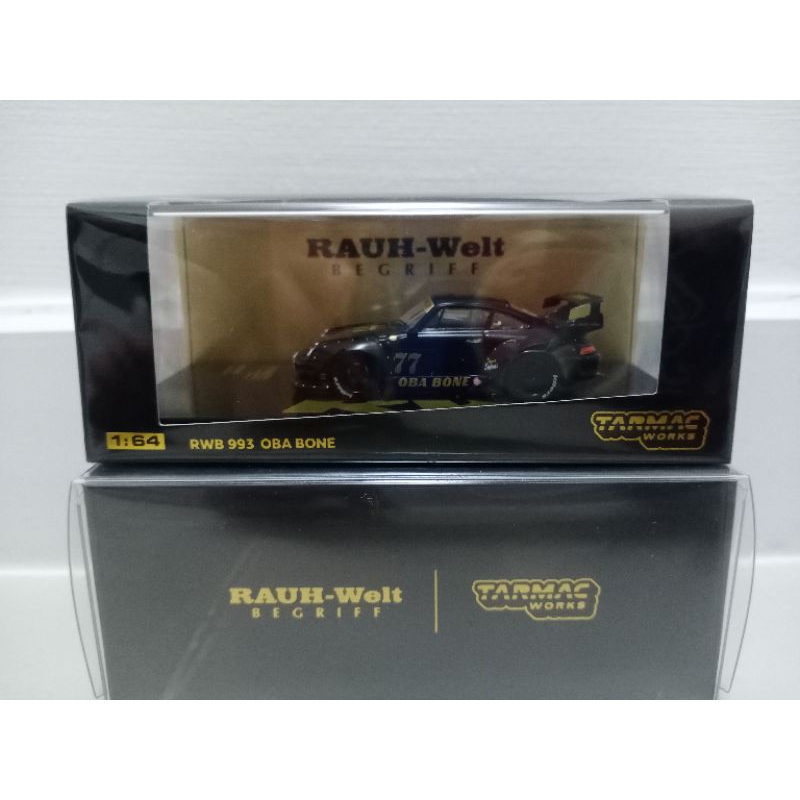 RAUH-Welt
BEGRIFF
77
OBA BONE
1:64
RWB 993 OBA BONE
TARMAC
WORKS
RAUH-Welt
BEGRIFF
TARMAC
WORKS